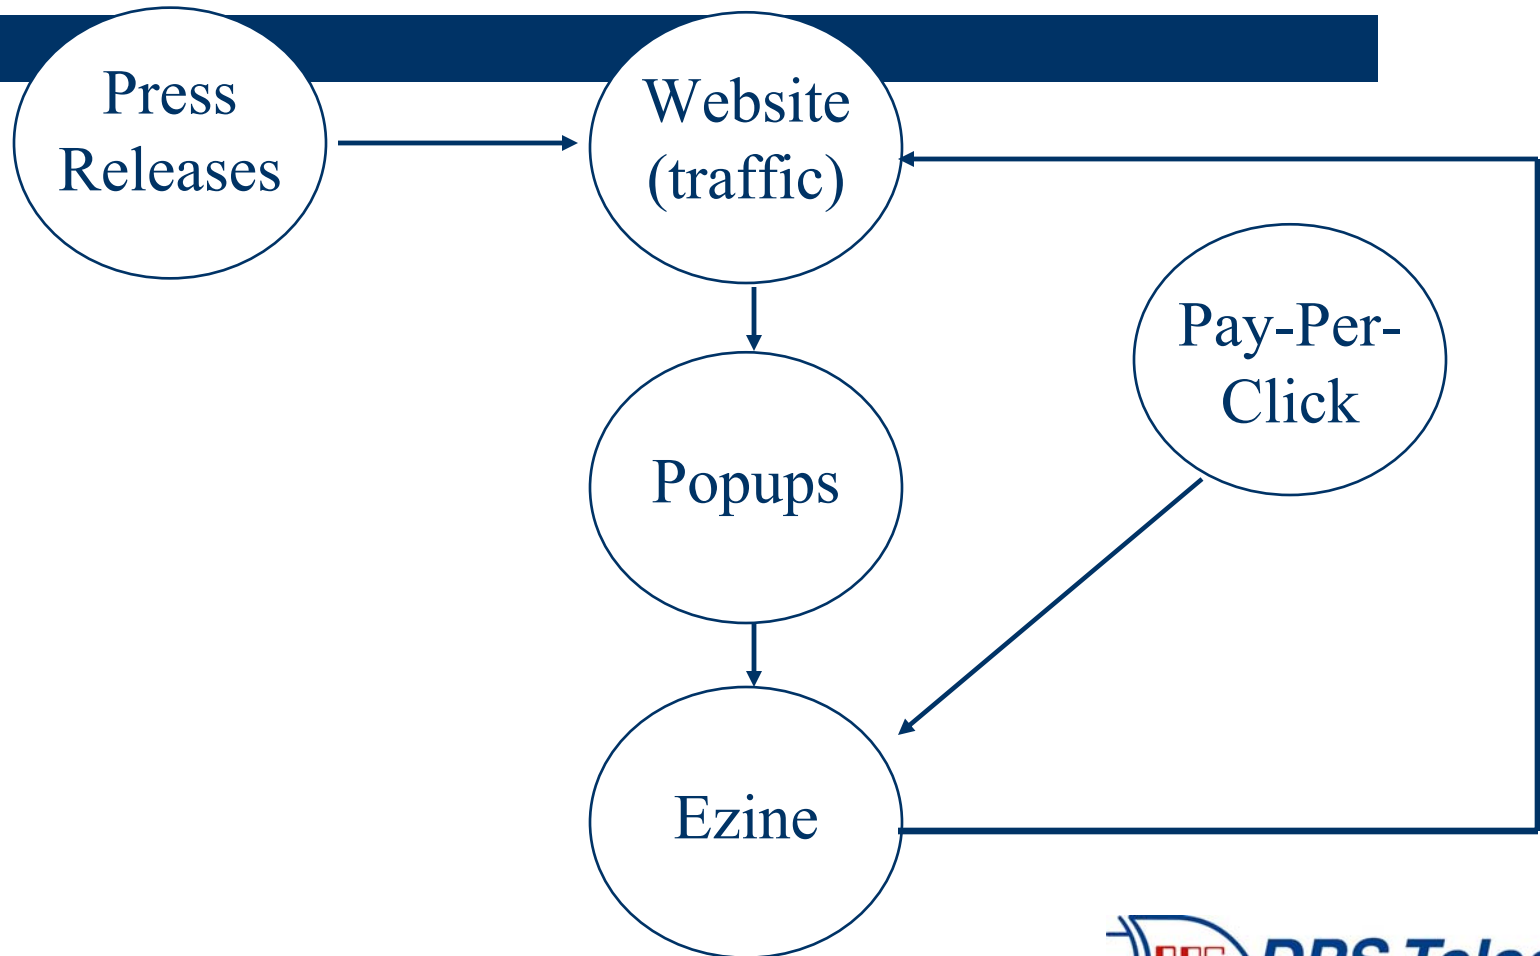 Press
Releases
Website
(traffic)
Pay-Per-
Click
Popups
Ezine